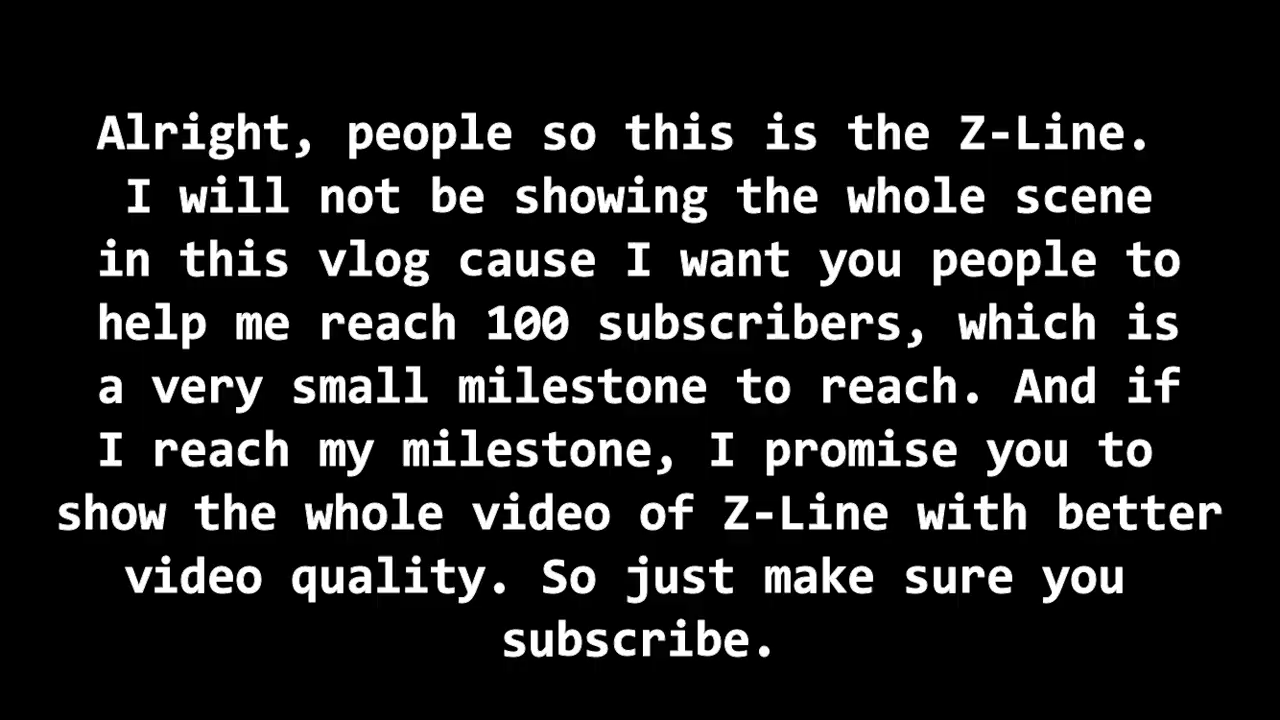 Alright, people so this is the Z-Line.
I will not be showing the whole scene
in this vlog cause I want you people to
help me reach 100 subscribers, which is
a very small milestone to reach. And if
I reach my milestone, I promise you to
show the whole video of Z-Line with better
video quality. So just make sure you
subscribe.